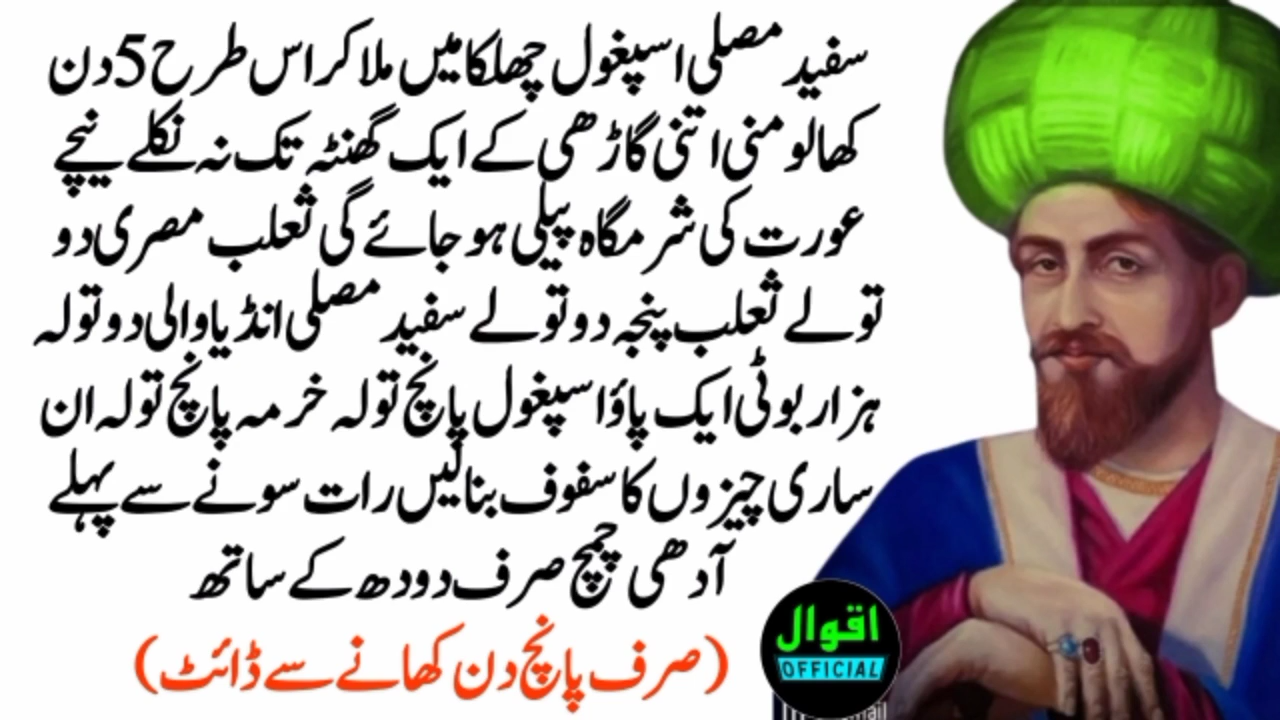 سفید مصلی اسپغول چھلکا میں ملا کر اس طرح 5 دن
کھا لو منی اتنی گاڑھی کے ایک گھنٹہ تک نہ نکلے نیچے
عورت کی شرمگاہ پیلی ہو جائے گی ثعلب مصری دو
تولے ثعلب پنجہ دو تولے سفید مصلی انڈیا والی دو تولہ
ہزار بوٹی ایک پاؤ اسپغول پانچ تولہ خرمہ پانچ تولہ ان
ساری چیزوں کا سفوف بنا لیں رات سونے سے پہلے
آدھی چمچ صرف دودھ کے ساتھ
(صرف پانچ دن کھانے سے ڈائٹ)
اقوال
OFFICIAL